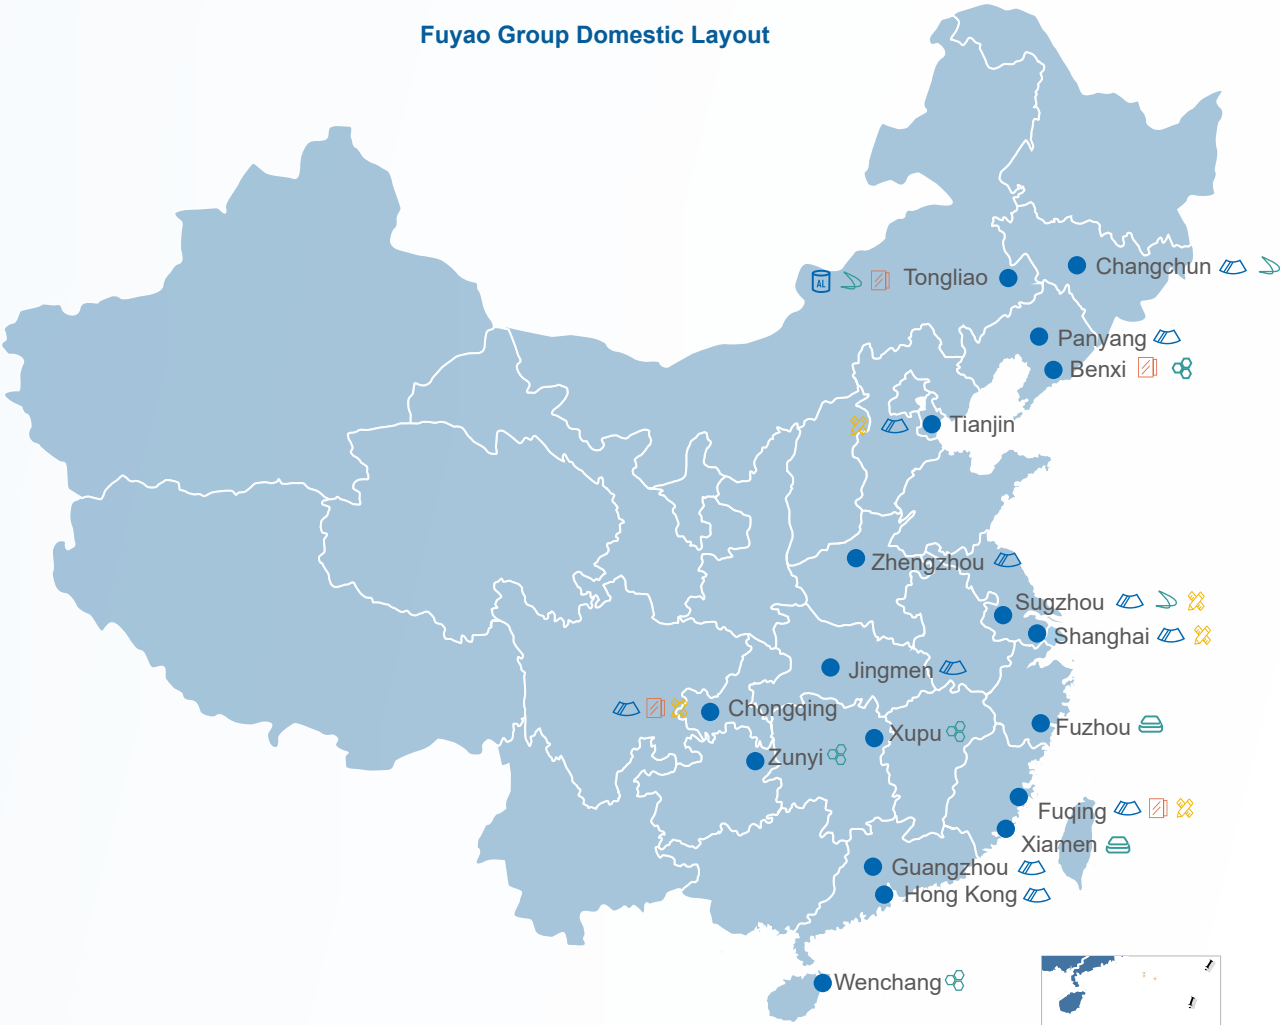 Fuyao Group Domestic Layout
Changchun
AL
Tongliao
Panyang
Benxi
Tianjin
Zhengzhou
Sugzhou
Shanghai
Jingmen
Chongqing
Xupu
Fuzhou
Zunyi
Fuqing
Xiamen
Guangzhou
Hong Kong
Wenchang